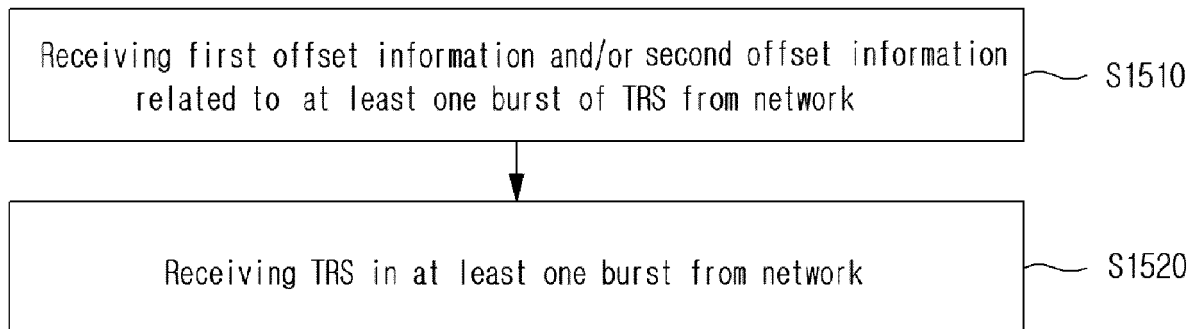 Receiving first offset information and/or second offset information
related to at least one burst of TRS from network
S1510
Receiving TRS in at least one burst from network
S1520